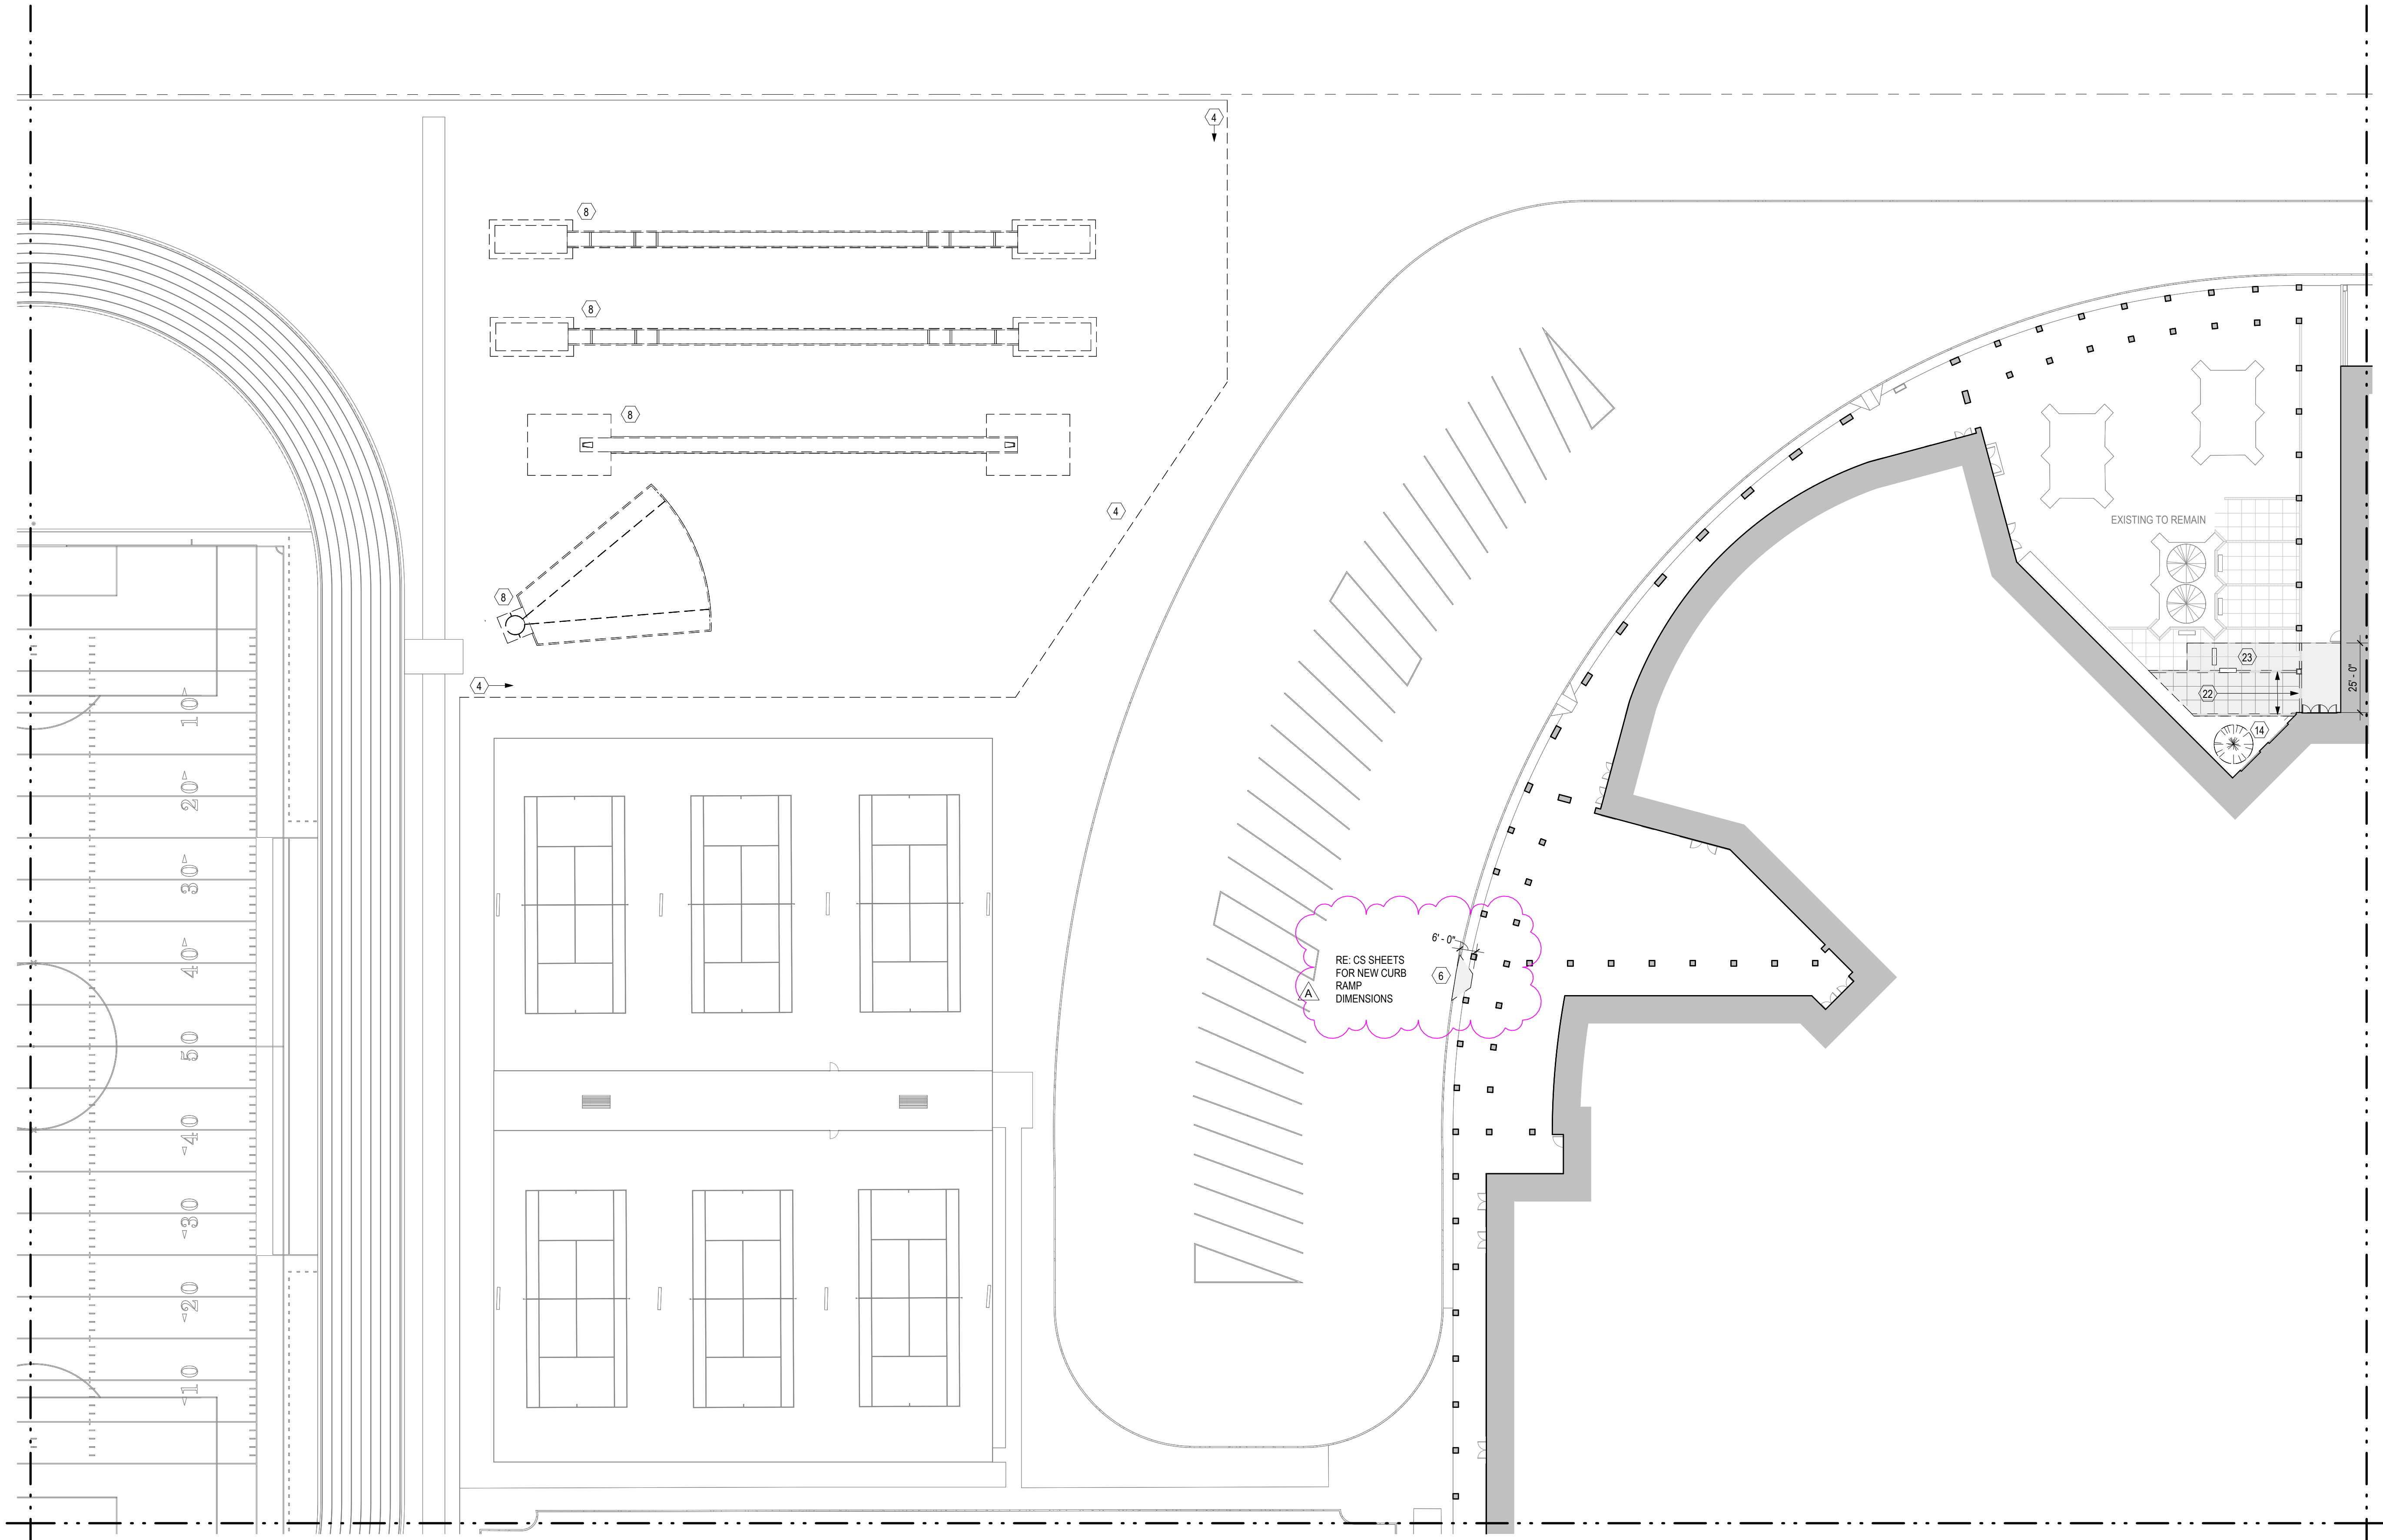 4
8
8
8
4
EXISTING TO REMAIN
8
23
25' - 0"
4
22
14
10
20
30
6' - 0"
40
RE: CS SHEETS
FOR NEW CURB
RAMP
DIMENSIONS
6
A
50
40
30
20
10